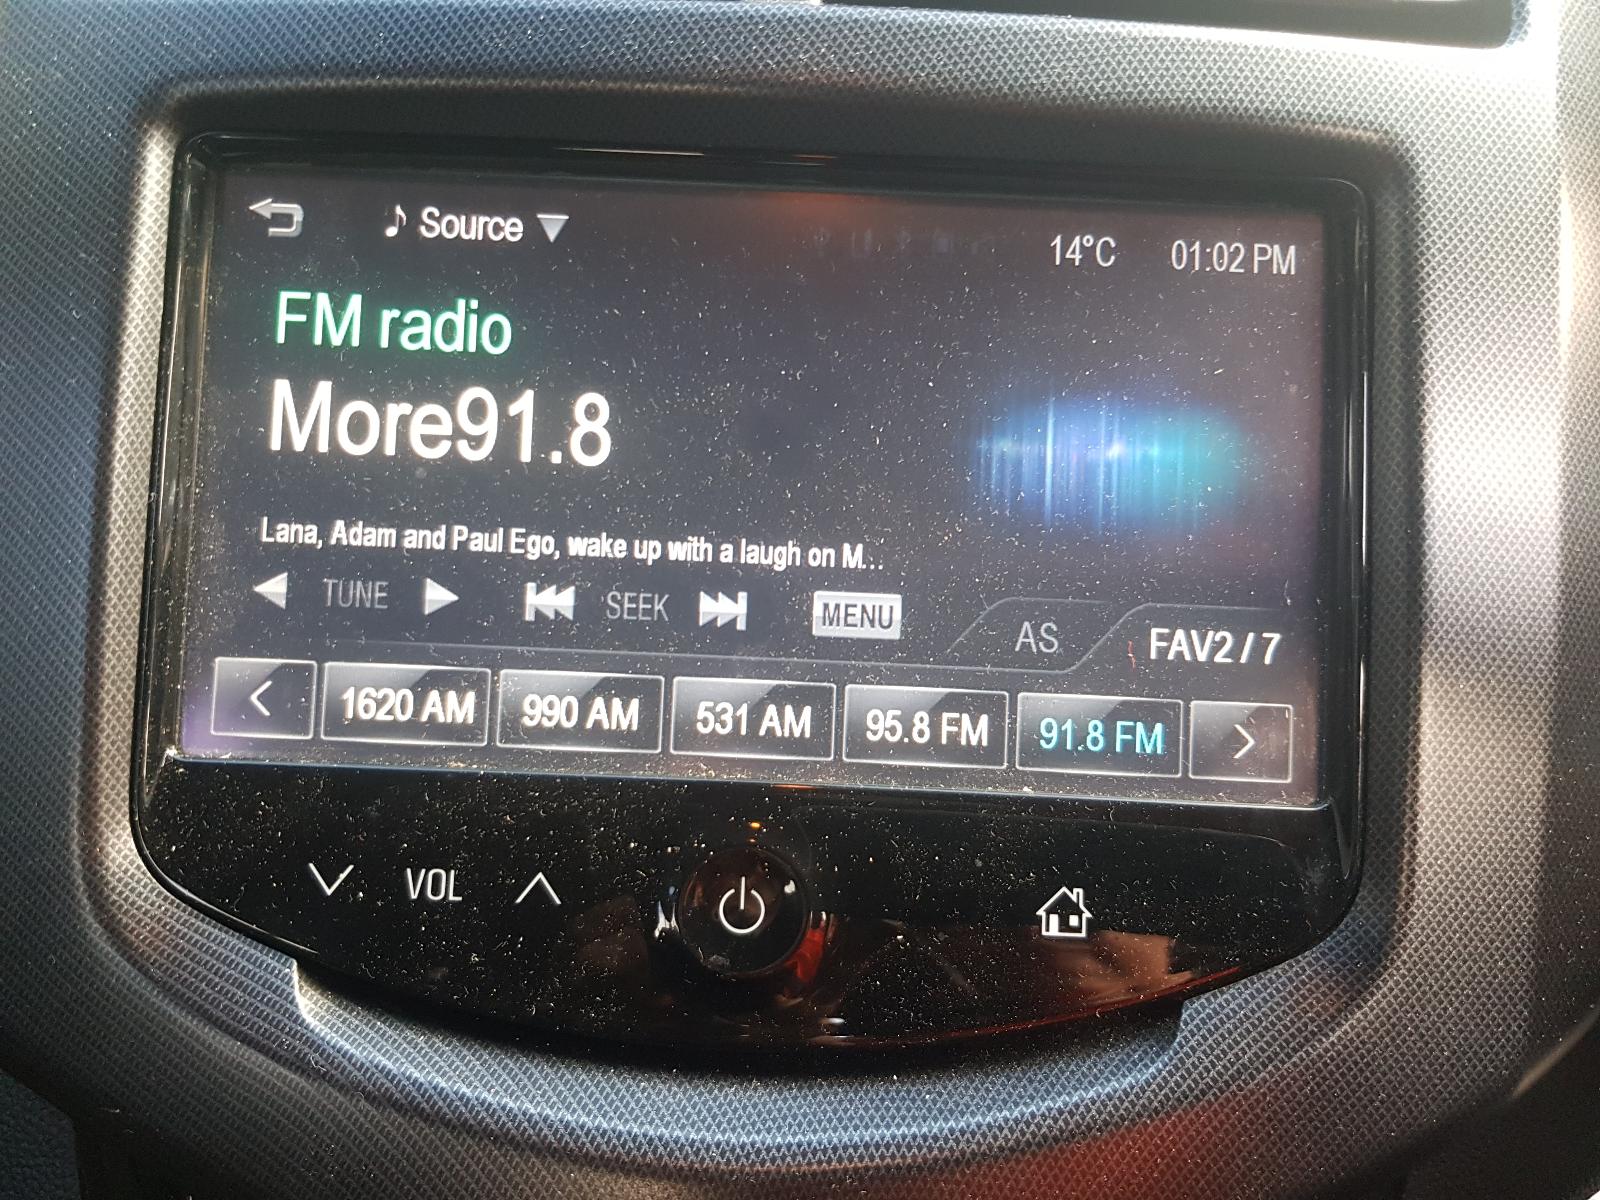 Source
14°C 01:02 PM
FM radio
More91.8
Lana, Adam and Paul Ego, wake up with a laugh on M...
TUNE SEEK MENU AS FAV2 / 7
< 1620 AM 990 AM 531 AM 95.8 FM 91.8 FM >
VOL